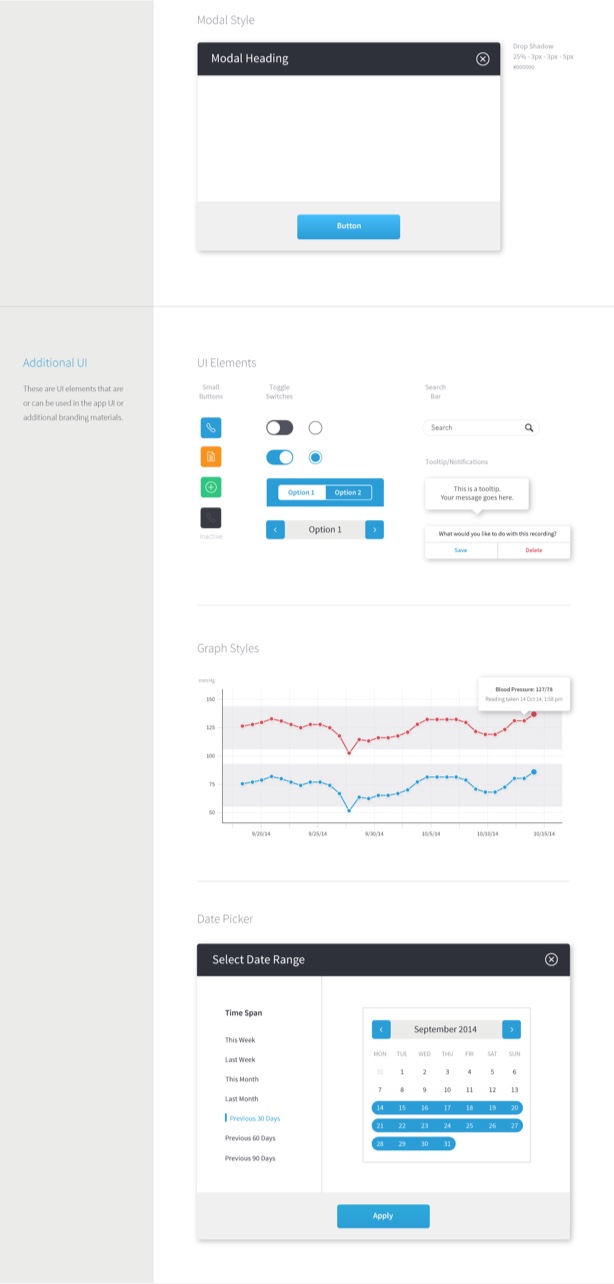 Modal Style
Modal Heading
Drop Shadow
25% - 3px - 3px - 5px
#000000
Button
Additional UI
These are UI elements that are
or can be used in the app UI or
additional branding materials.
UI Elements
Small
Buttons
Toggle
Switches
Search
Bar
Search
Tooltip/Notifications
This is a tooltip.
Your message goes here.
Option 1
Option 2
Option 1
Inactive
What would you like to do with this recording?
Save
Delete
Graph Styles
mmHg
Blood Pressure: 127/78
Reading taken 14 Oct 14, 1:58 pm
150
125
100
75
50
9/20/14
9/25/14
9/30/14
10/5/14
10/10/14
10/15/14
Date Picker
Select Date Range
Time Span
This Week
Last Week
This Month
Last Month
Previous 30 Days
Previous 60 Days
Previous 90 Days
September 2014
MON TUE WED THU FRI SAT SUN
31 1 2 3 4 5 6
7 8 9 10 11 12 13
14 15 16 17 18 19 20
21 22 23 24 25 26 27
28 29 30 31
Apply